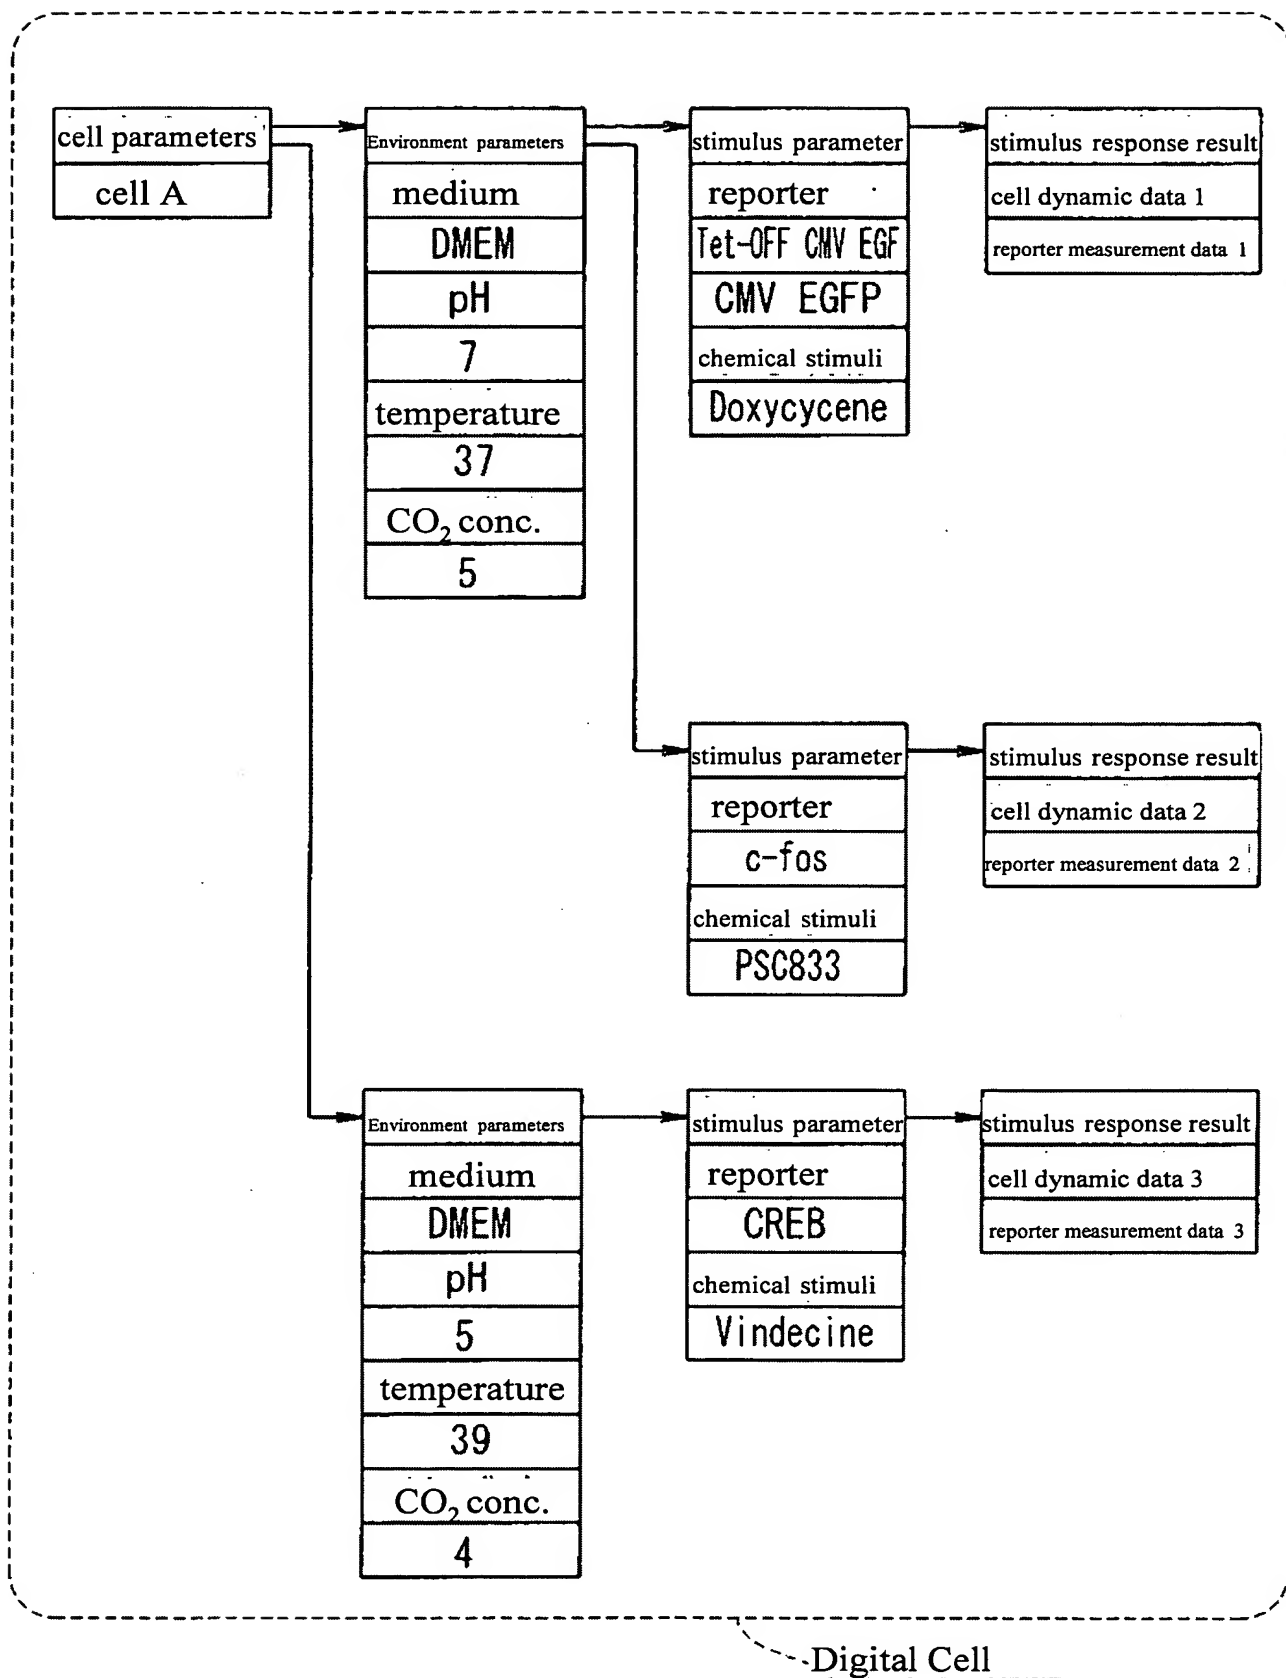 cell parameters
cell A
Environment parameters
medium
DMEM
pH
7
temperature
37
CO₂ conc.
5
stimulus parameter
reporter
Tet-OFF CMV EGF
CMV EGFP
chemical stimuli
Doxycycene
stimulus response result
cell dynamic data 1
reporter measurement data 1
stimulus parameter
reporter
c-fos
chemical stimuli
PSC833
stimulus response result
cell dynamic data 2
reporter measurement data 2
Environment parameters
medium
DMEM
pH
5
temperature
39
CO₂ conc.
4
stimulus parameter
reporter
CREB
chemical stimuli
Vindecine
stimulus response result
cell dynamic data 3
reporter measurement data 3
Digital Cell